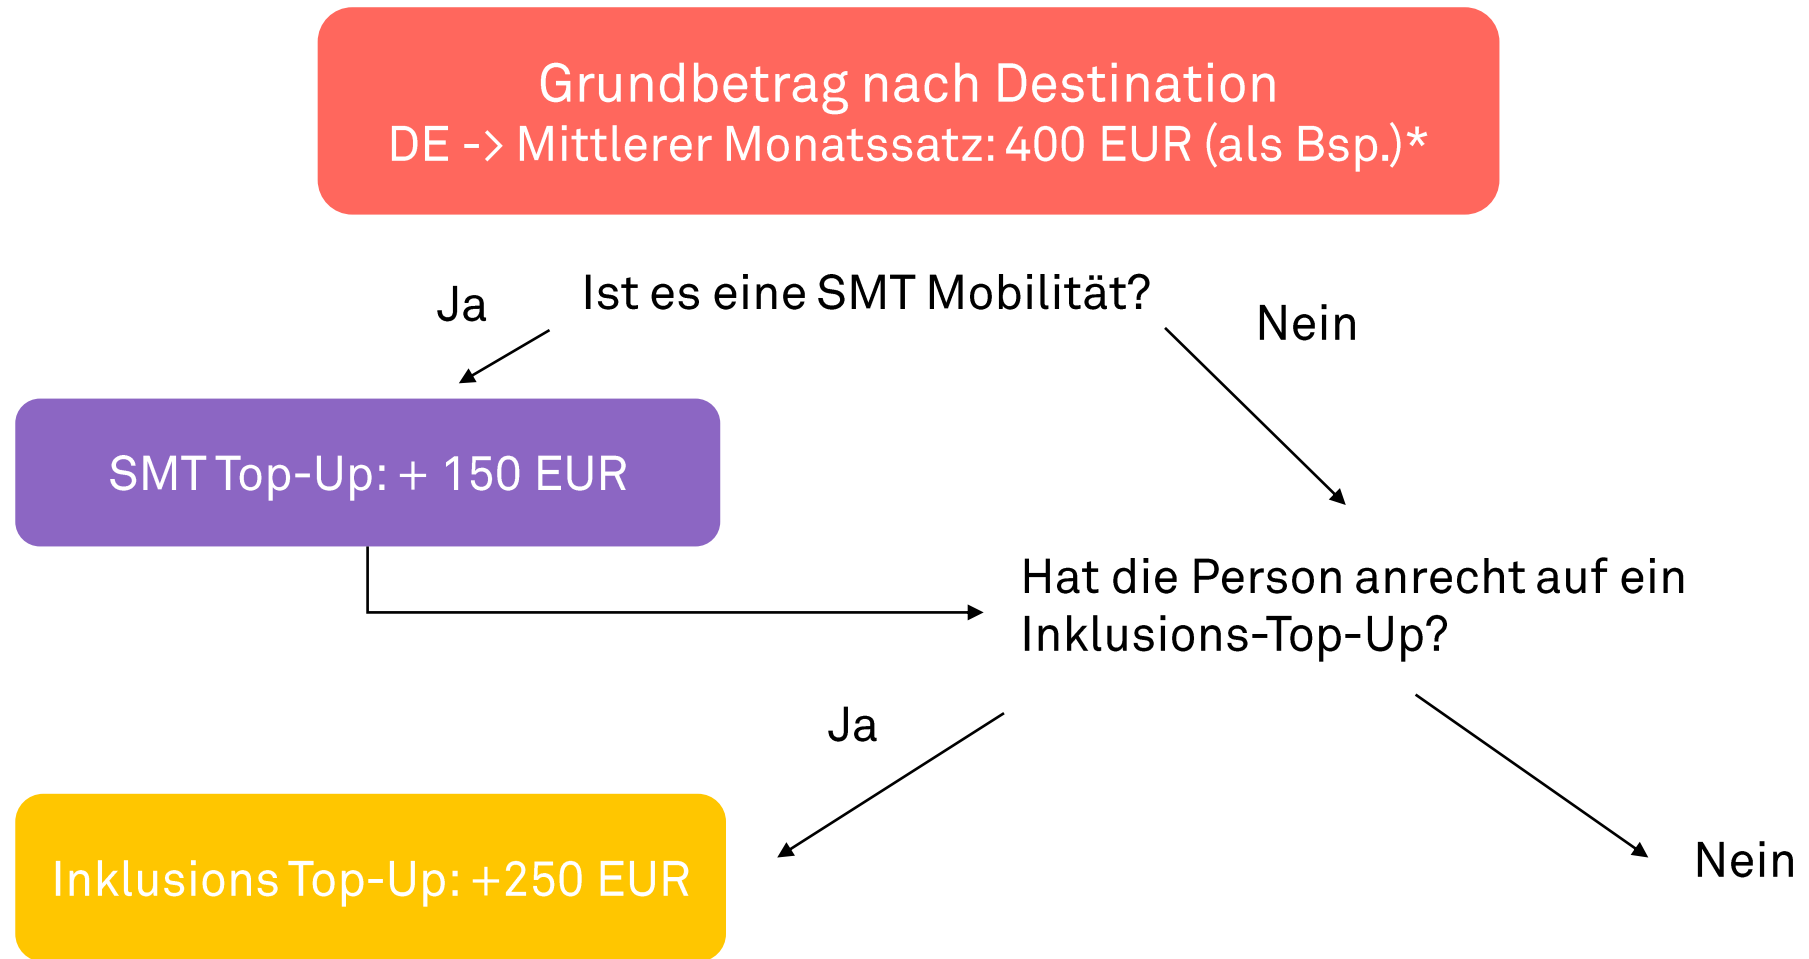 Grundbetrag nach Destination
DE -> Mittlerer Monatssatz: 400 EUR (als Bsp.)*
Ist es eine SMT Mobilität?
Ja
Nein
SMT Top-Up: + 150 EUR
Hat die Person anrecht auf ein
Inklusions-Top-Up?
Ja
Nein
Inklusions Top-Up: +250 EUR